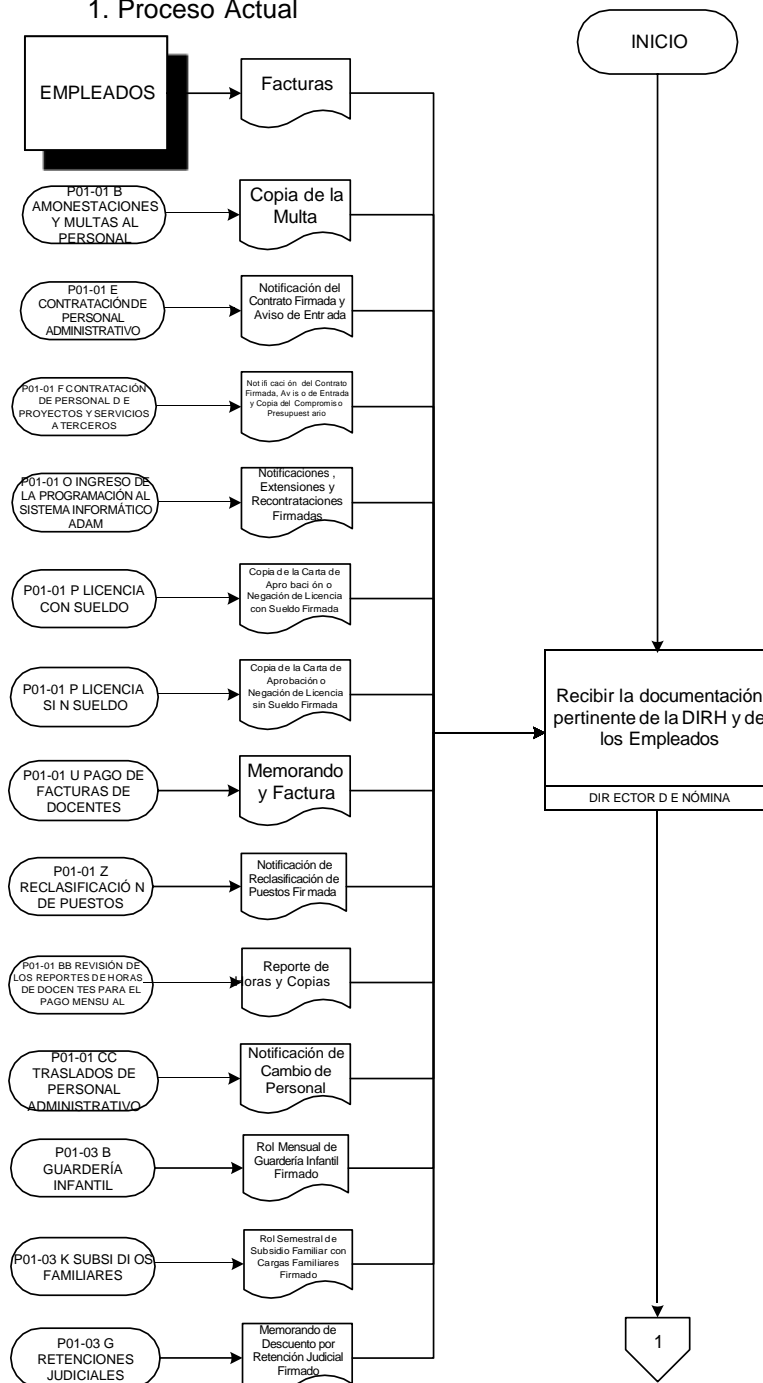 1. Proceso Actual
INICIO
EMPLEADOS
Facturas
P01-01 B
AMONESTACIONES
Y MULTAS AL
PERSONAL
Copia de la
Multa
P01-01 E
CONTRATACIÓN DE
PERSONAL
ADMINISTRATIVO
Notificación del
Contrato Firmada y
Aviso de Entrada
P01-01 F CONTRATACIÓN
DE PERSONAL DE
PROYECTOS Y SERVICIOS
A TERCEROS
Notificación del Contrato
Firmada, Aviso de Entrada
y Copia del Compromiso
Presupuestario
P01-01 O INGRESO DE
LA PROGRAMACIÓN AL
SISTEMA INFORMÁTICO
ADAM
Notificaciones,
Extensiones y
Recontrataciones
Firmadas
P01-01 P LICENCIA
CON SUELDO
Copia de la Carta de
Aprobación o
Negación de Licencia
con Sueldo Firmada
P01-01 P LICENCIA
SIN SUELDO
Copia de la Carta de
Aprobación o
Negación de Licencia
sin Sueldo Firmada
Recibir la documentación
pertinente de la DIRH y de
los Empleados
DIRECTOR DE NÓMINA
P01-01 U PAGO DE
FACTURAS DE
DOCENTES
Memorando
y Factura
P01-01 Z
RECLASIFICACIÓN
DE PUESTOS
Notificación de
Reclasificación de
Puestos Firmada
P01-01 BB REVISIÓN DE
LOS REPORTES DE HORAS
DE DOCENTES PARA EL
PAGO MENSUAL
Reporte de
Horas y Copias
P01-01 CC
TRASLADOS DE
PERSONAL
ADMINISTRATIVO
Notificación de
Cambio de
Personal
P01-03 B
GUARDERÍA
INFANTIL
Rol Mensual de
Guardería Infantil
Firmado
P01-03 K SUBSIDIOS
FAMILIARES
Rol Semestral de
Subsidio Familiar con
Cargas Familiares
Firmado
P01-03 G
RETENCIONES
JUDICIALES
Memorando de
Descuento por
Retención Judicial
Firmado
1